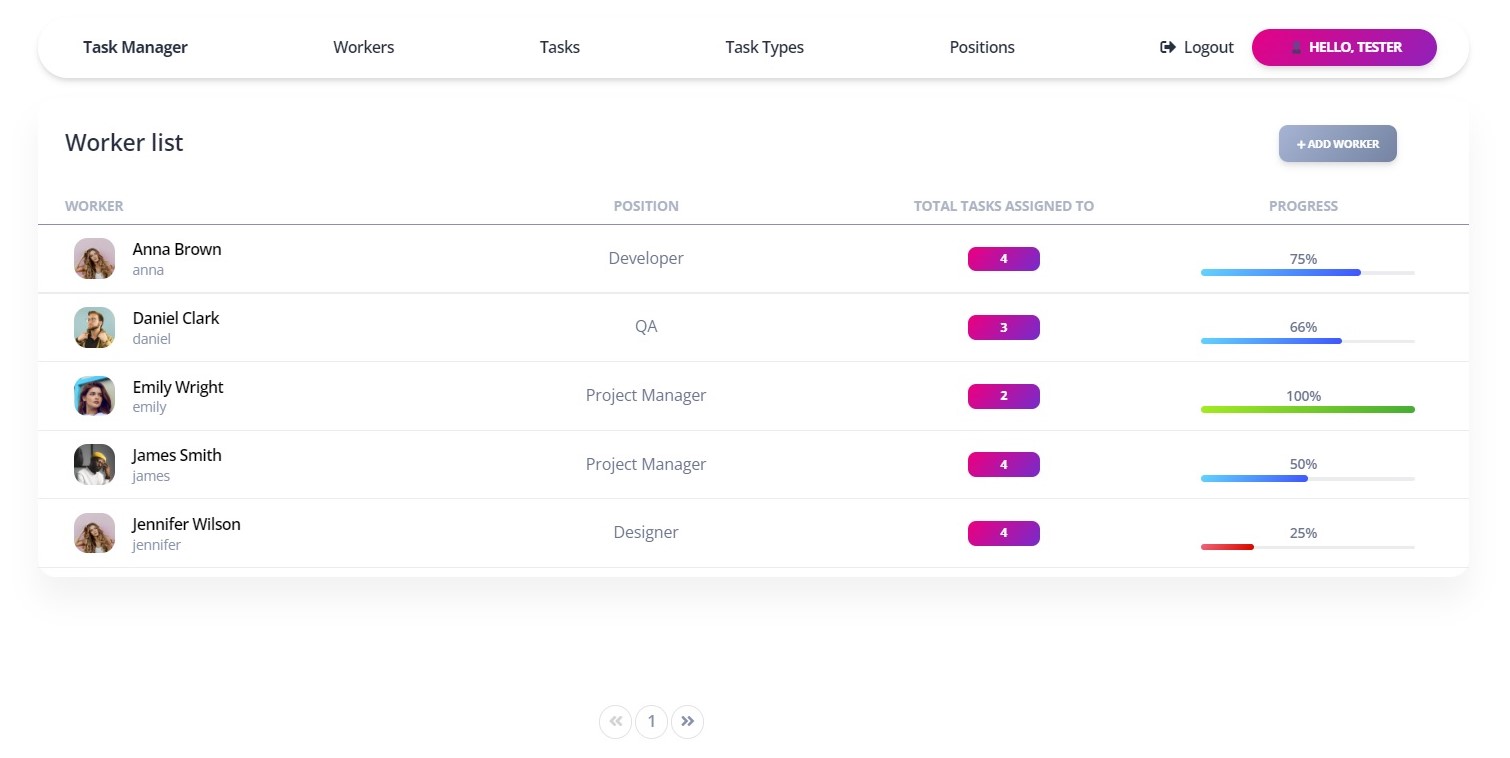 Task Manager Workers Tasks Task Types Positions Logout HELLO, TESTER
Worker list
+ ADD WORKER
WORKER POSITION TOTAL TASKS ASSIGNED TO PROGRESS
Anna Brown
anna
Developer
4
75%
Daniel Clark
daniel
QA
3
66%
Emily Wright
emily
Project Manager
2
100%
James Smith
james
Project Manager
4
50%
Jennifer Wilson
jennifer
Designer
4
25%
« 1 »